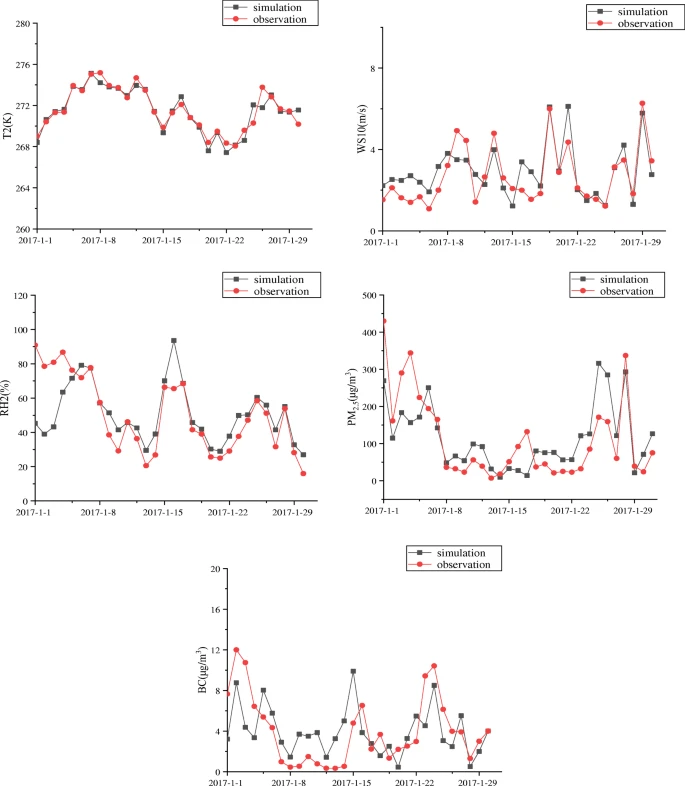 simulation
observation
280
276
272
268
264
260
T2(K)
2017-1-1 2017-1-8 2017-1-15 2017-1-22 2017-1-29
simulation
observation
8
4
0
WS10(m/s)
2017-1-1 2017-1-8 2017-1-15 2017-1-22 2017-1-29
simulation
observation
120
100
80
60
40
20
0
RH2(%)
2017-1-1 2017-1-8 2017-1-15 2017-1-22 2017-1-29
simulation
observation
500
400
300
200
100
0
PM2.5(μg/m3)
2017-1-1 2017-1-8 2017-1-15 2017-1-22 2017-1-29
simulation
observation
20
16
12
8
4
0
BC(μg/m3)
2017-1-1 2017-1-8 2017-1-15 2017-1-22 2017-1-29